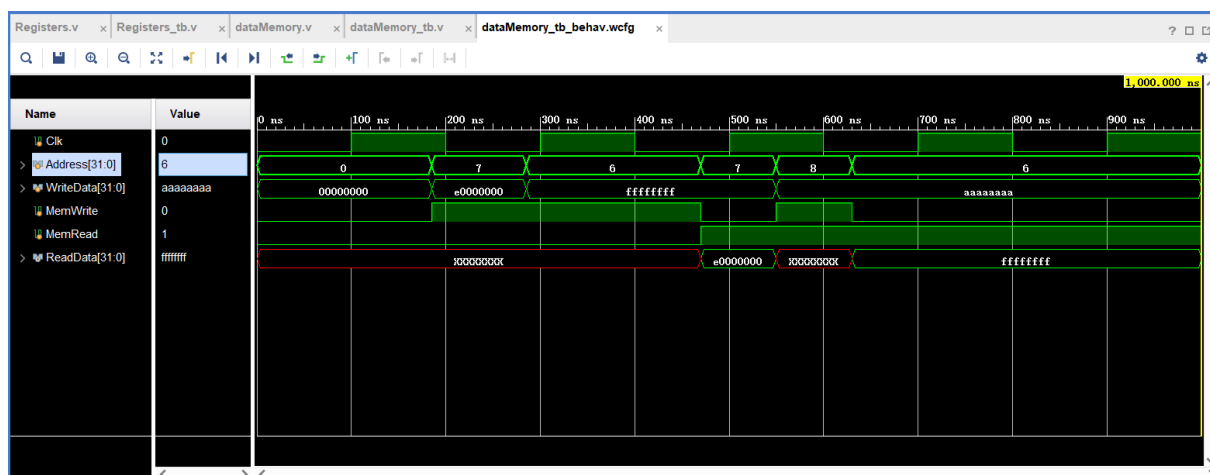 Registers.v × Registers_tb.v × dataMemory.v × dataMemory_tb.v × dataMemory_tb_behav.wcfg × ?
1,000.000 ns
Name Value
0 ns 100 ns 200 ns 300 ns 400 ns 500 ns 600 ns 700 ns 800 ns 900 ns
Clk 0
> Address[31:0] 6 0 7 6 7 8 6
> WriteData[31:0] aaaaaaaa 00000000 e0000000 ffffffff aaaaaaaa
MemWrite 0
MemRead 1
> ReadData[31:0] ffffffff XXXXXXXX e0000000 XXXXXXXX ffffffff